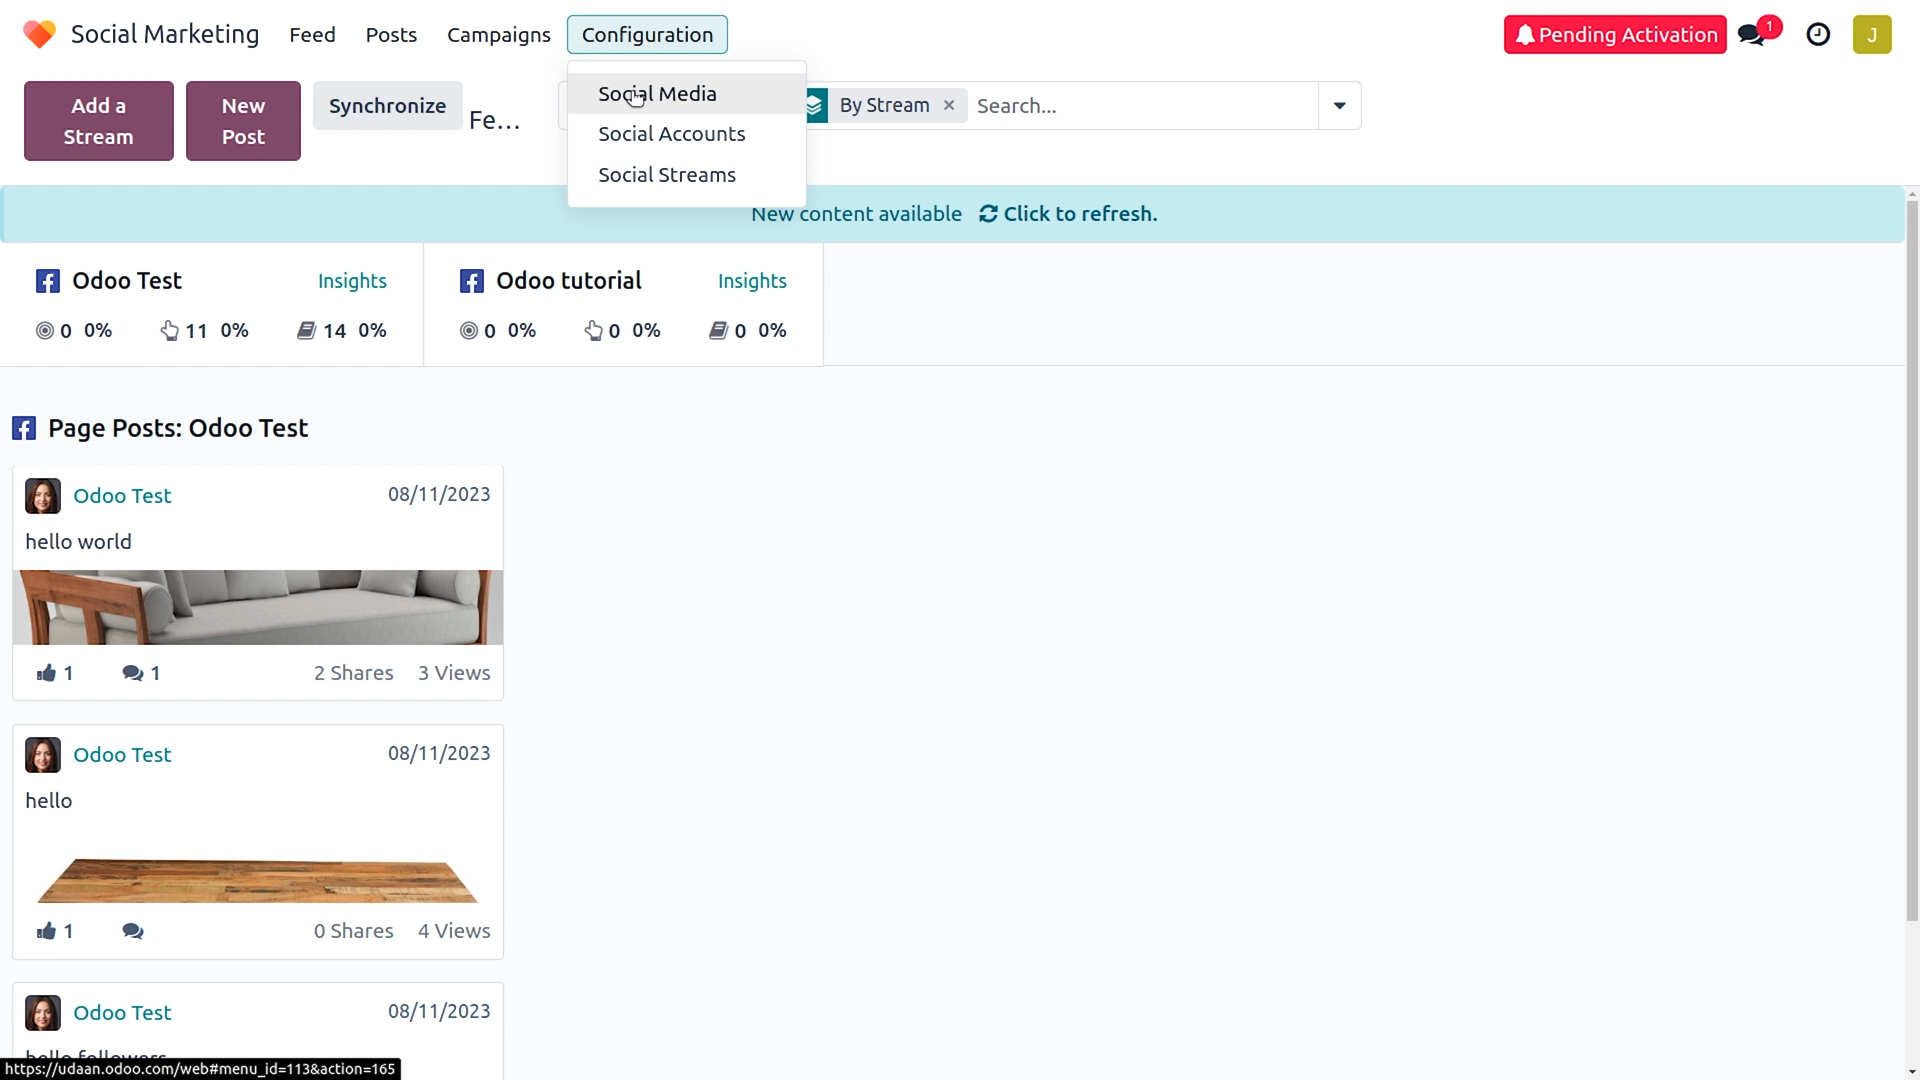 Social Marketing Feed Posts Campaigns Configuration Pending Activation 1 J
Add a
Stream
New
Post
Synchronize
Fe...
Social Media
Social Accounts
Social Streams
By Stream × Search...
New content available Click to refresh.
Odoo Test Insights
0 0% 11 0% 14 0%
Odoo tutorial Insights
0 0% 0 0% 0 0%
Page Posts: Odoo Test
Odoo Test 08/11/2023
hello world
1 1 2 Shares 3 Views
Odoo Test 08/11/2023
hello
1 0 Shares 4 Views
Odoo Test 08/11/2023
hello followers
https://udaan.odoo.com/web#menu_id=113&action=165